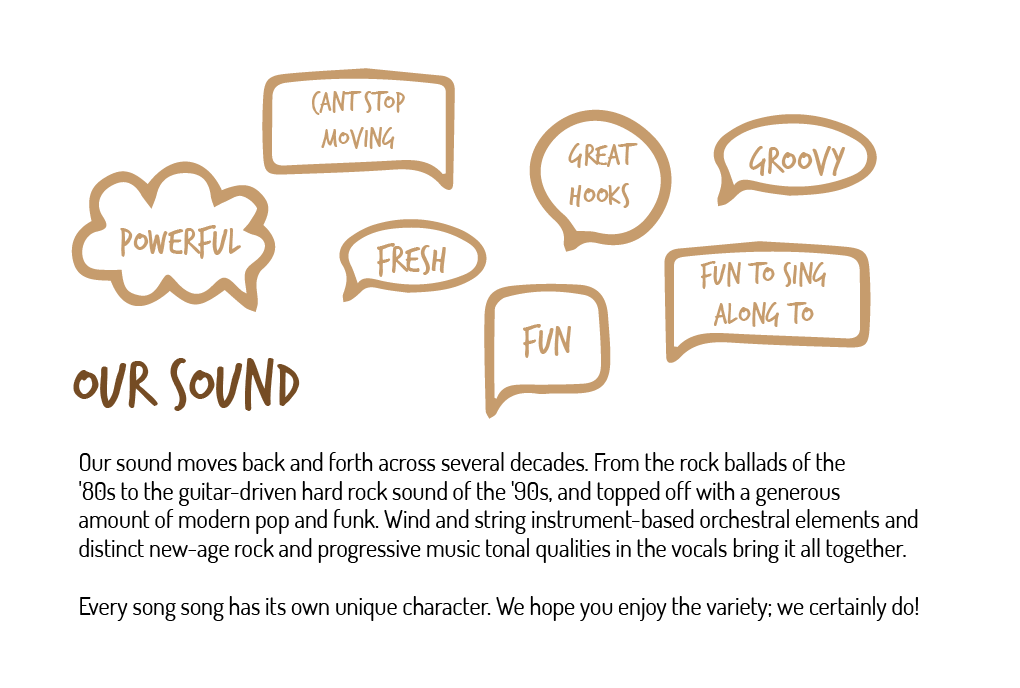 CANT STOP
MOVING
GREAT
HOOKS
GROOVY
POWERFUL
FRESH
FUN TO SING
ALONG TO
FUN
OUR SOUND
Our sound moves back and forth across several decades. From the rock ballads of the
'80s to the guitar-driven hard rock sound of the '90s, and topped off with a generous
amount of modern pop and funk. Wind and string instrument-based orchestral elements and
distinct new-age rock and progressive music tonal qualities in the vocals bring it all together.
Every song song has its own unique character. We hope you enjoy the variety; we certainly do!